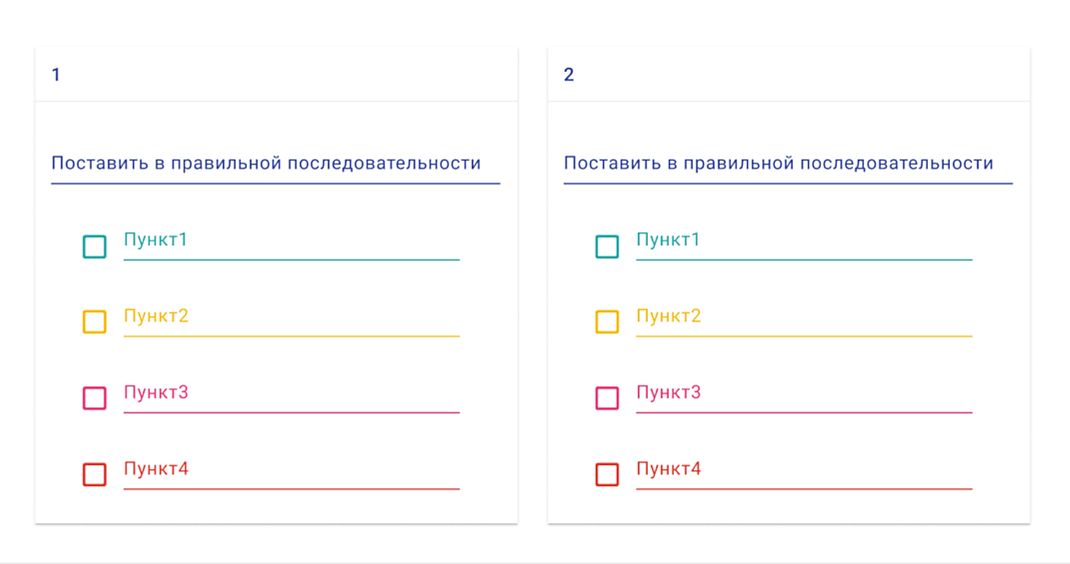 1
Поставить в правильной последовательности
Пункт1
Пункт2
Пункт3
Пункт4
2
Поставить в правильной последовательности
Пункт1
Пункт2
Пункт3
Пункт4